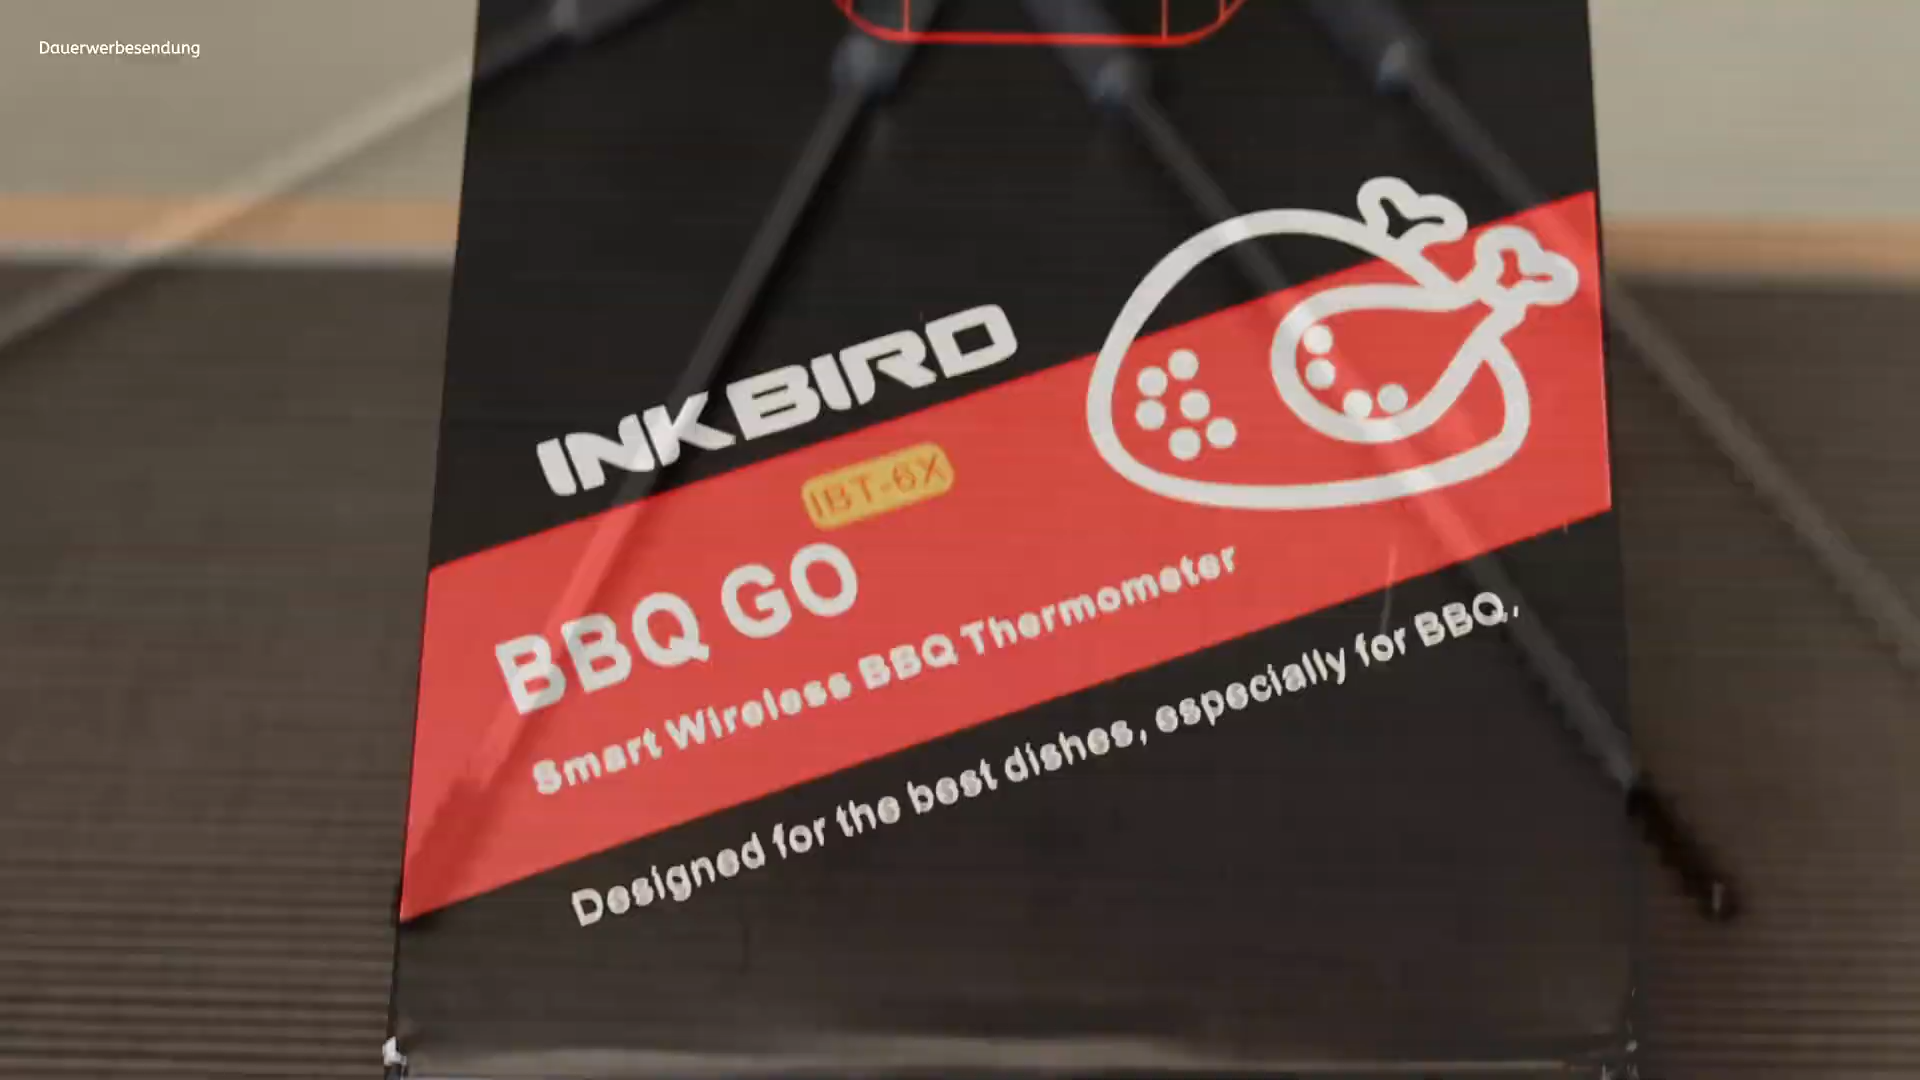 Dauerwerbesendung
INKBIRD
IBT-6X
BBQ GO
Smart Wireless BBQ Thermometer
Designed for the best dishes, especially for BBQ.